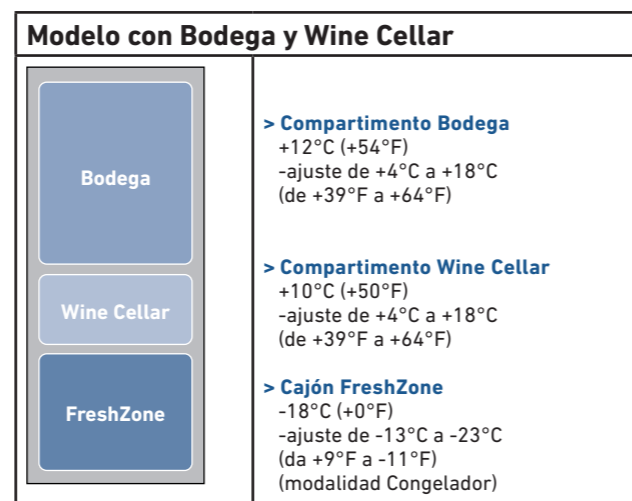 Modelo con Bodega y Wine Cellar
Bodega
Wine Cellar
FreshZone
> Compartimento Bodega
+12°C (+54°F)
-ajuste de +4°C a +18°C
(de +39°F a +64°F)
> Compartimento Wine Cellar
+10°C (+50°F)
-ajuste de +4°C a +18°C
(de +39°F a +64°F)
> Cajón FreshZone
-18°C (+0°F)
-ajuste de -13°C a -23°C
(da +9°F a -11°F)
(modalidad Congelador)